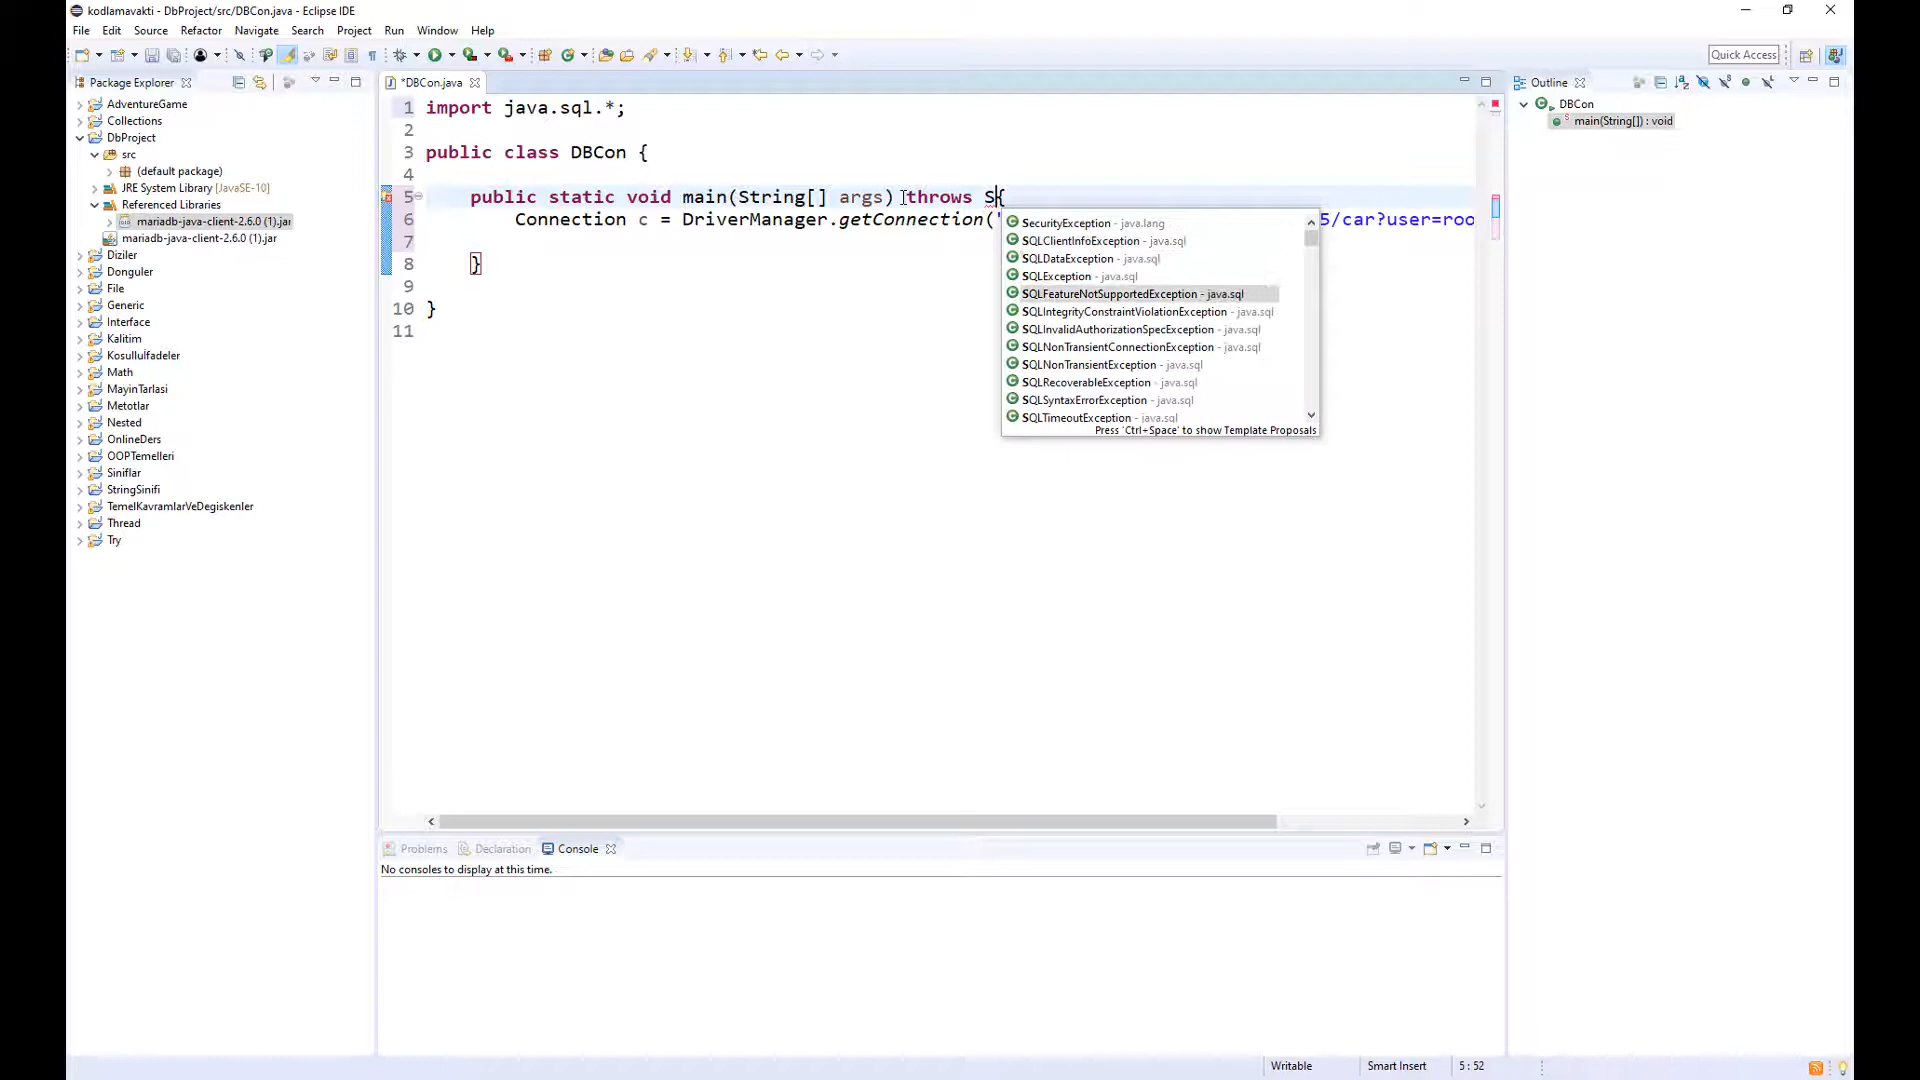 kodlamavakti - DbProject/src/DBCon.java - Eclipse IDE
File Edit Source Refactor Navigate Search Project Run Window Help
Quick Access
Package Explorer
AdventureGame
Collections
DbProject
src
(default package)
JRE System Library [JavaSE-10]
Referenced Libraries
mariadb-java-client-2.6.0 (1).jar
mariadb-java-client-2.6.0 (1).jar
Diziler
Donguler
File
Generic
Interface
Kalitim
Kosullulfadeler
Math
MayinTarlasi
Metotlar
Nested
OnlineDers
OOPTemelleri
Siniflar
StringSinifi
TemelKavramlarVeDegiskenler
Thread
Try
*DBCon.java
1 import java.sql.*;
2
3 public class DBCon {
4
5 public static void main(String[] args) throws S{
6 Connection c = DriverManager.getConnection(" 5/car?user=roo
7
8 }
9
10 }
11
SecurityException - java.lang
SQLClientInfoException - java.sql
SQLDataException - java.sql
SQLException - java.sql
SQLFeatureNotSupportedException - java.sql
SQLIntegrityConstraintViolationException - java.sql
SQLInvalidAuthorizationSpecException - java.sql
SQLNonTransientConnectionException - java.sql
SQLNonTransientException - java.sql
SQLRecoverableException - java.sql
SQLSyntaxErrorException - java.sql
SQLTimeoutException - java.sql
Press 'Ctrl+Space' to show Template Proposals
Outline
DBCon
main(String[]) : void
Problems Declaration Console
No consoles to display at this time.
Writable Smart Insert 5 : 52